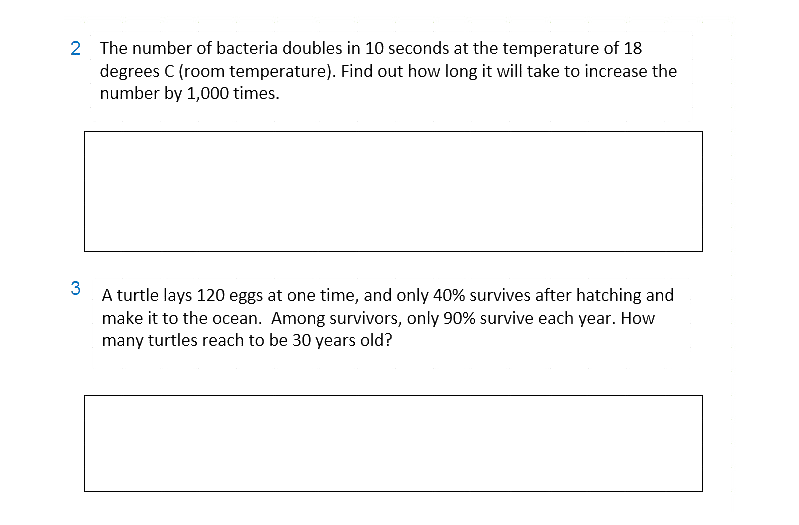 2 The number of bacteria doubles in 10 seconds at the temperature of 18
degrees C (room temperature). Find out how long it will take to increase the
number by 1,000 times.
3 A turtle lays 120 eggs at one time, and only 40% survives after hatching and
make it to the ocean.  Among survivors, only 90% survive each year. How
many turtles reach to be 30 years old?